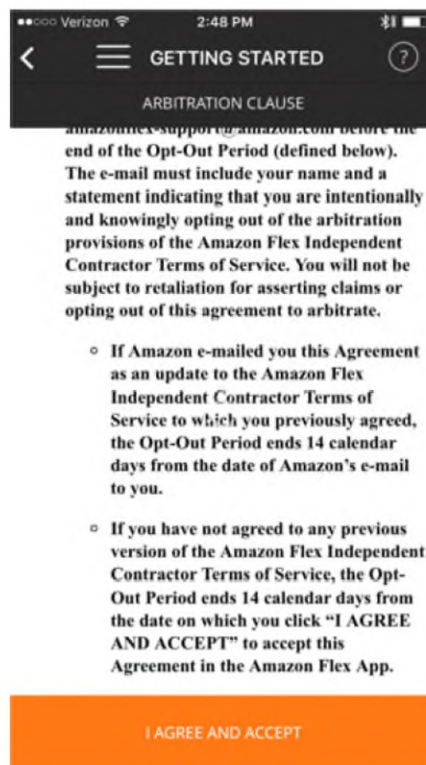 Verizon 2:48 PM
GETTING STARTED ?
ARBITRATION CLAUSE
amazonflex-support@amazon.com before the
end of the Opt-Out Period (defined below).
The e-mail must include your name and a
statement indicating that you are intentionally
and knowingly opting out of the arbitration
provisions of the Amazon Flex Independent
Contractor Terms of Service. You will not be
subject to retaliation for asserting claims or
opting out of this agreement to arbitrate.
If Amazon e-mailed you this Agreement
as an update to the Amazon Flex
Independent Contractor Terms of
Service to which you previously agreed,
the Opt-Out Period ends 14 calendar
days from the date of Amazon’s e-mail
to you.
If you have not agreed to any previous
version of the Amazon Flex Independent
Contractor Terms of Service, the Opt-
Out Period ends 14 calendar days from
the date on which you click “I AGREE
AND ACCEPT” to accept this
Agreement in the Amazon Flex App.
I AGREE AND ACCEPT